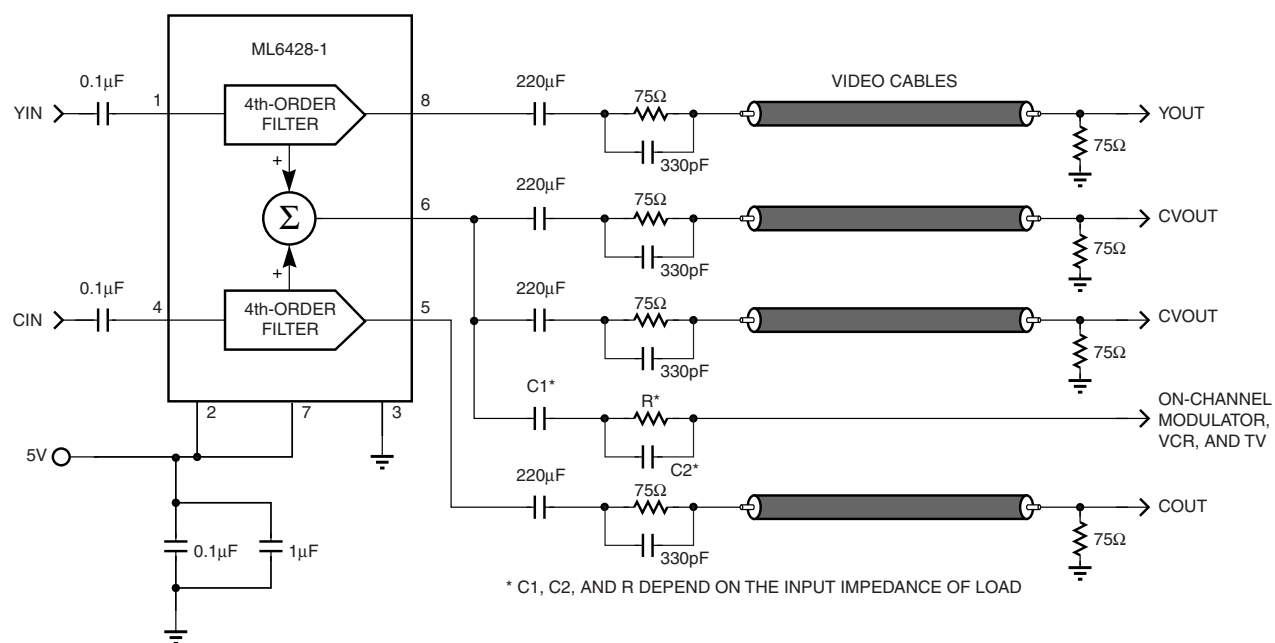 ML6428-1
0.1µF
YIN
1
4th-ORDER
FILTER
8
220µF
75Ω
330pF
VIDEO CABLES
YOUT
75Ω
+
Σ
+
6
220µF
75Ω
330pF
CVOUT
75Ω
0.1µF
CIN
4
4th-ORDER
FILTER
5
220µF
75Ω
330pF
CVOUT
75Ω
C1*
R*
C2*
ON-CHANNEL
MODULATOR,
VCR, AND TV
2
7
3
5V
0.1µF
1µF
220µF
75Ω
330pF
COUT
75Ω
* C1, C2, AND R DEPEND ON THE INPUT IMPEDANCE OF LOAD